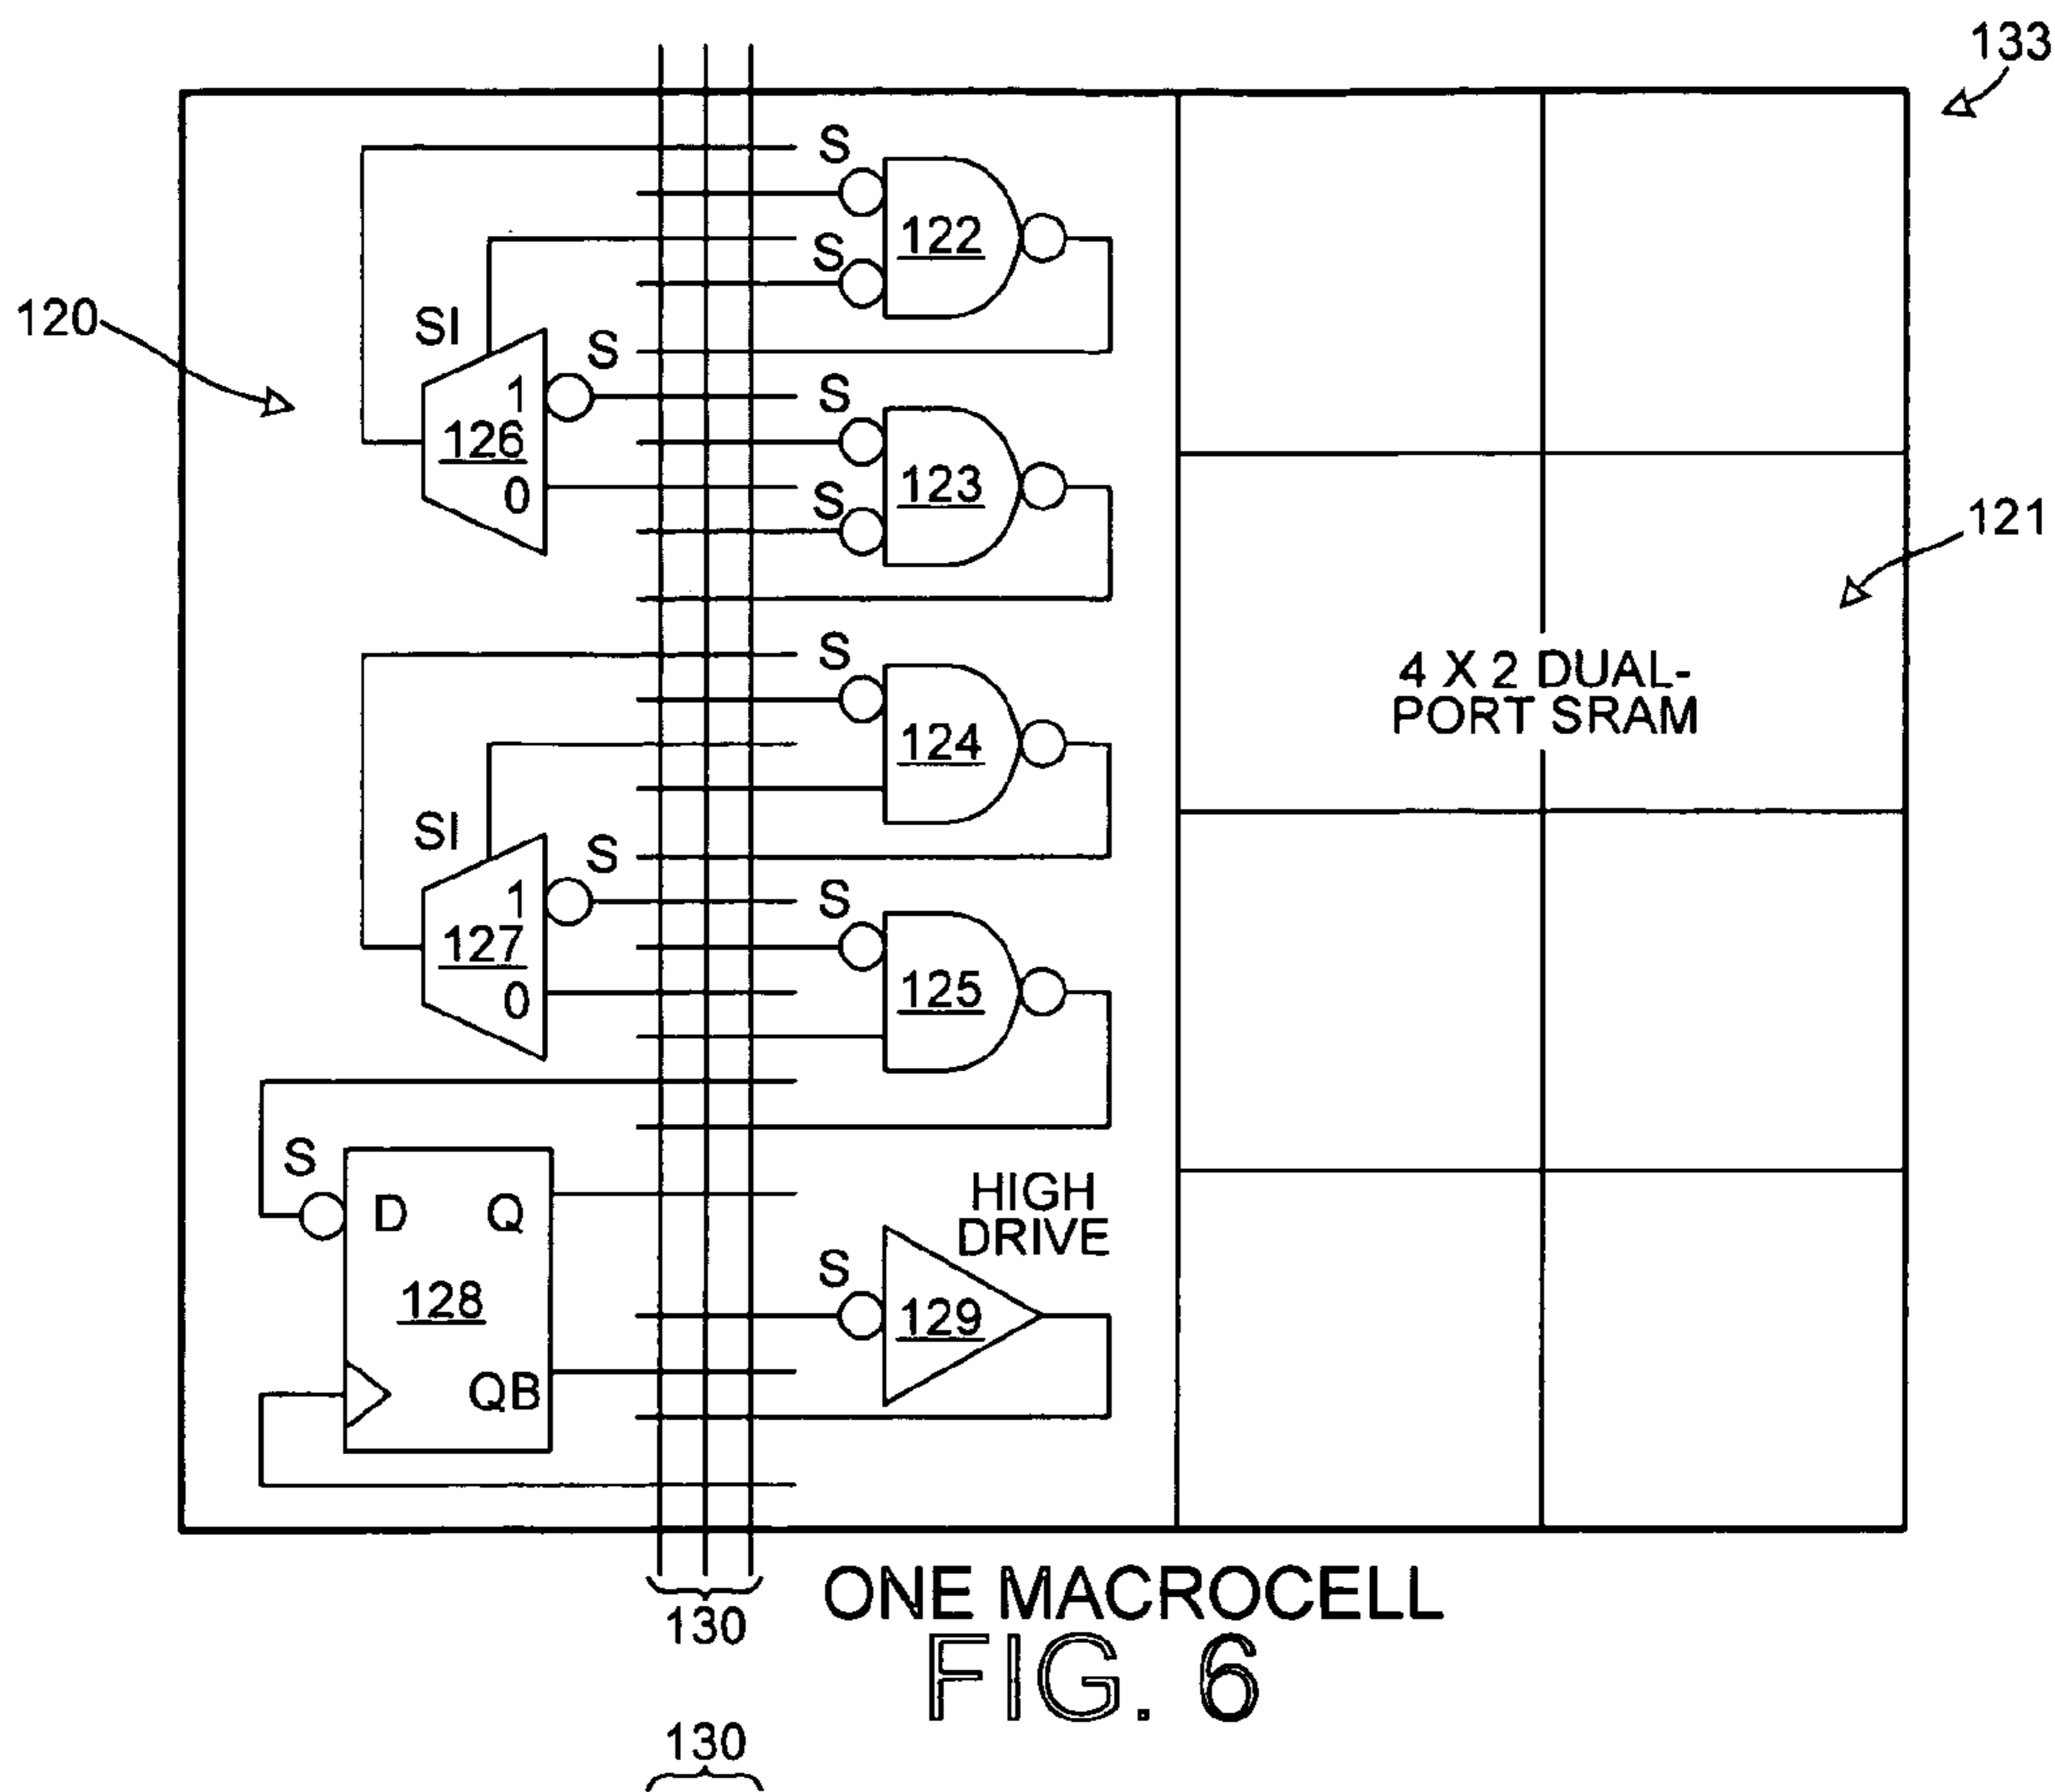 133
S
122
S
120
SI
S
1
126
0
S
123
S
121
S
124
4 X 2 DUAL-
PORT SRAM
SI
S
1
127
0
S
125
S
D
Q
128
QB
HIGH
DRIVE
S
129
130
ONE MACROCELL
FIG. 6
130